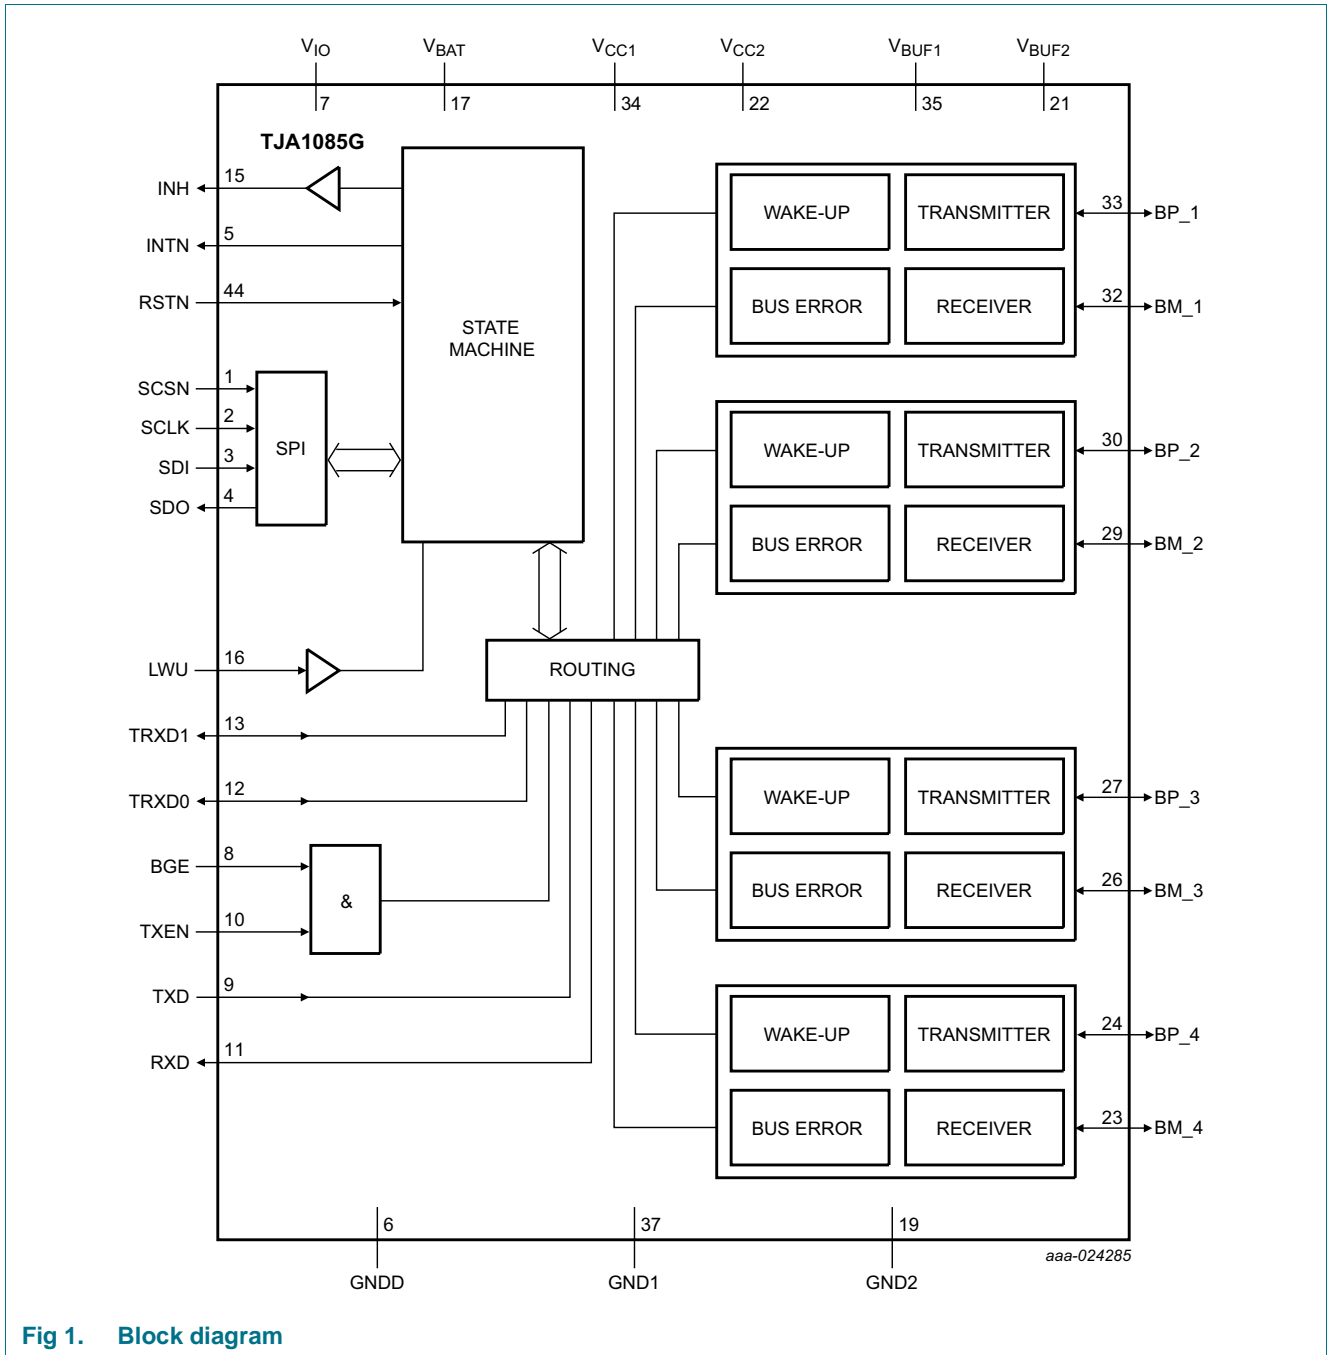 VIO VBAT VCC1 VCC2 VBUF1 VBUF2
7 17 34 22 35 21
TJA1085G
INH 15
INTN 5
RSTN 44
STATE
MACHINE
SCSN 1
SCLK 2
SDI 3
SDO 4
SPI
LWU 16
ROUTING
TRXD1 13
TRXD0 12
BGE 8
&
TXEN 10
TXD 9
RXD 11
WAKE-UP TRANSMITTER 33 BP_1
BUS ERROR RECEIVER 32 BM_1
WAKE-UP TRANSMITTER 30 BP_2
BUS ERROR RECEIVER 29 BM_2
WAKE-UP TRANSMITTER 27 BP_3
BUS ERROR RECEIVER 26 BM_3
WAKE-UP TRANSMITTER 24 BP_4
BUS ERROR RECEIVER 23 BM_4
6 37 19
GNDD GND1 GND2
aaa-024285
Fig 1. Block diagram